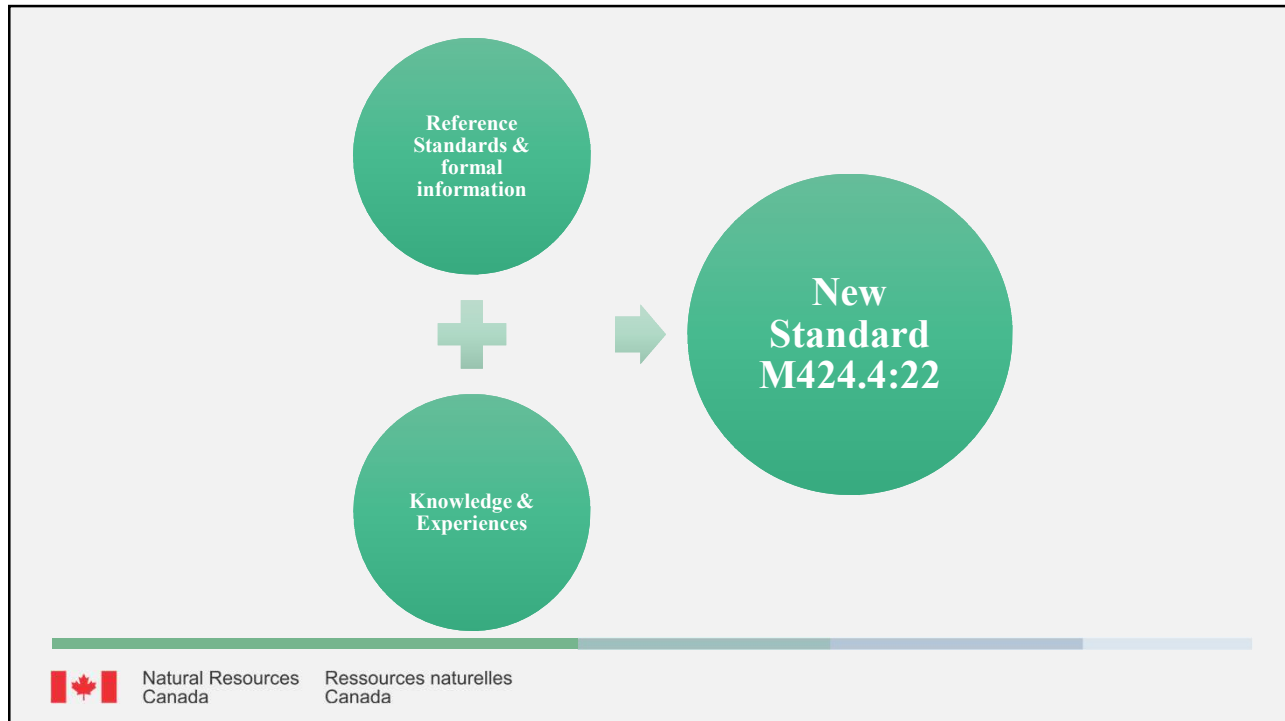 Reference
Standards &
formal
information
Knowledge &
Experiences
New
Standard
M424.4:22
Natural Resources
Canada
Ressources naturelles
Canada